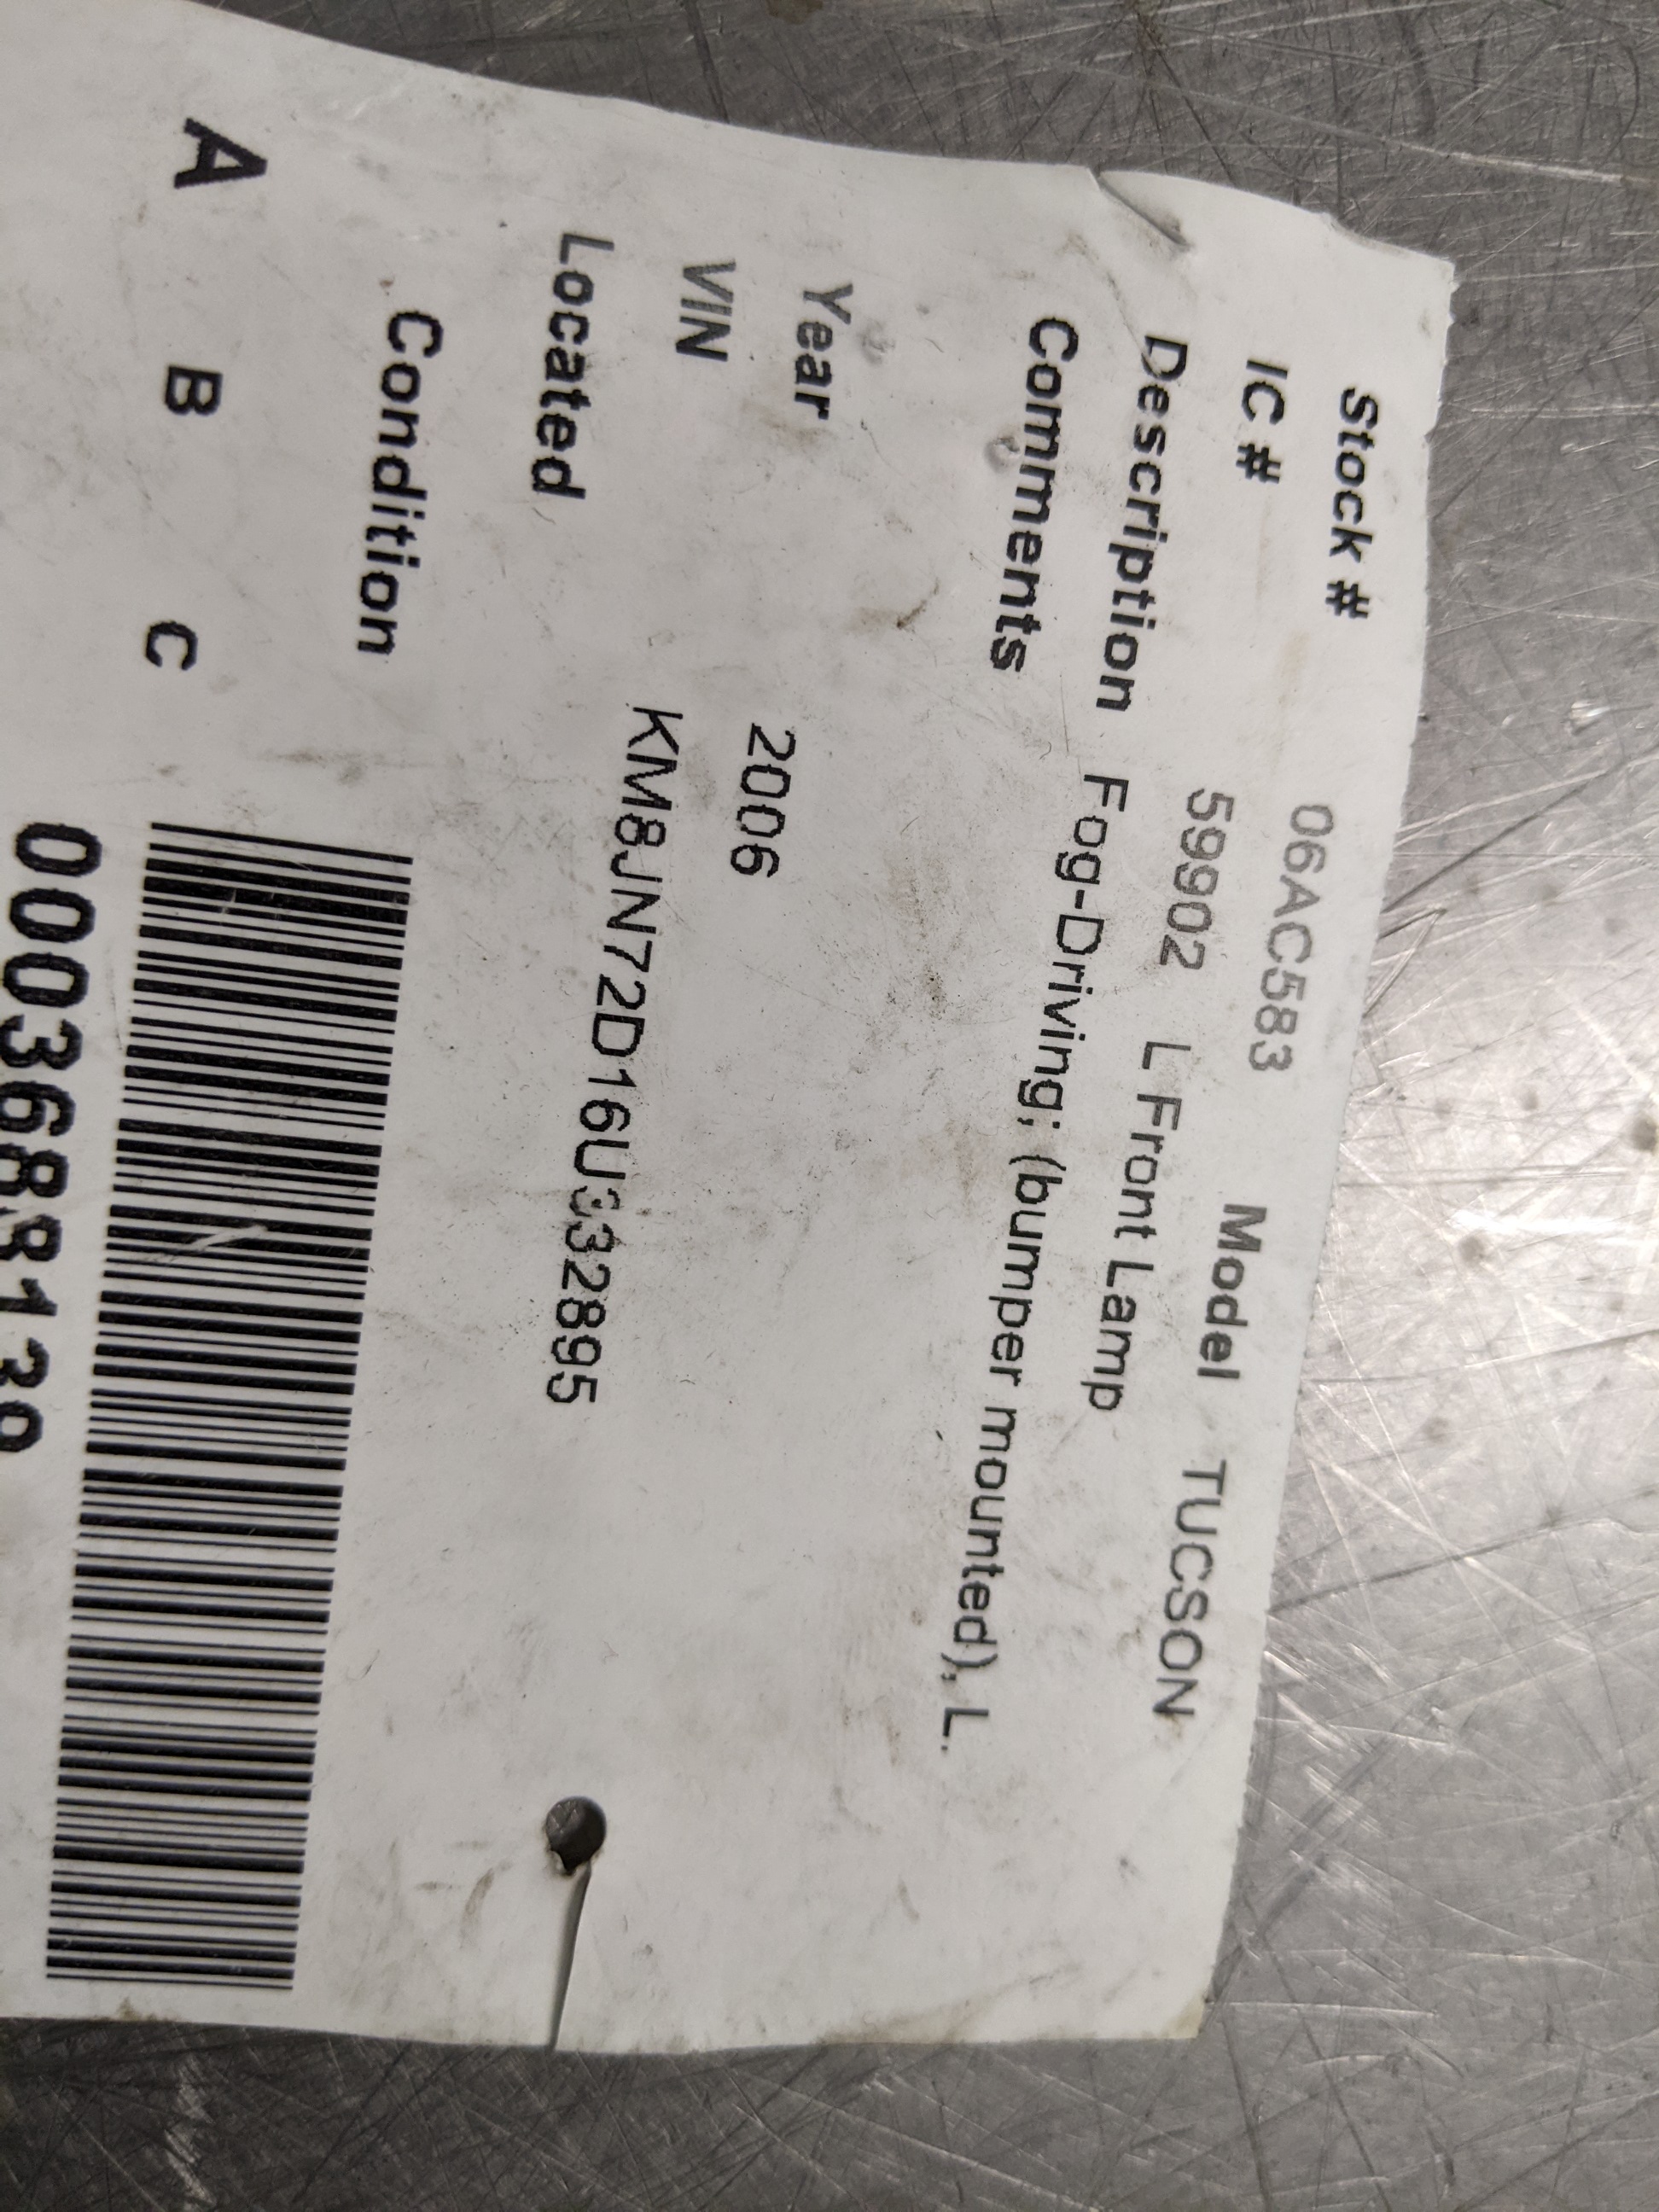 Stock # 06AC583 Model TUCSON
IC # 59902 L Front Lamp
Description Fog-Driving; (bumper mounted), L.
Comments
Year 2006
VIN KM8JN72D16U332895
Located
Condition
A B C